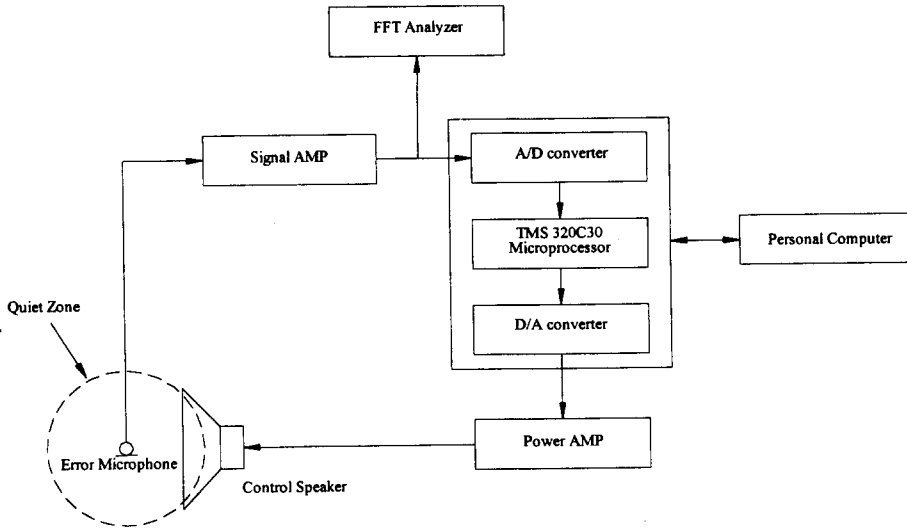 FFT Analyzer
Signal AMP
A/D converter
TMS 320C30
Microprocessor
Personal Computer
Quiet Zone
D/A converter
Power AMP
Error Microphone
Control Speaker